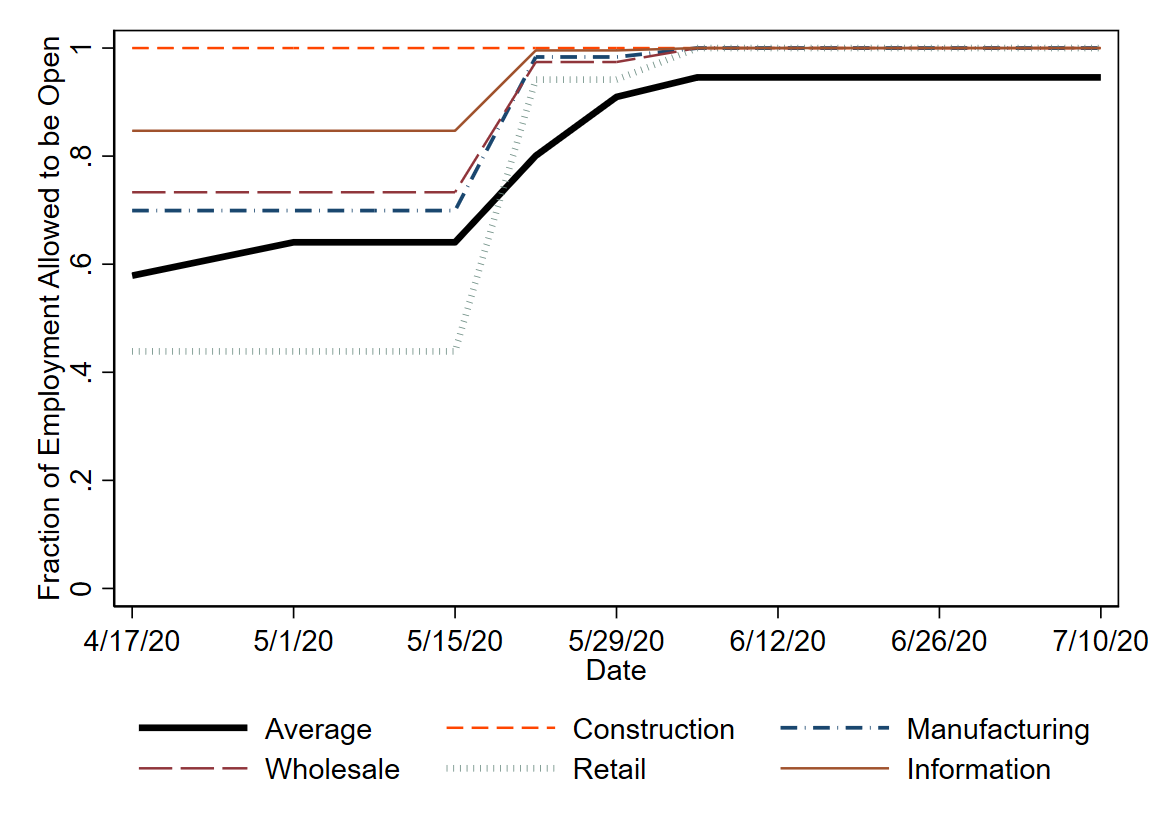 Fraction of Employment Allowed to be Open
1
.8
.6
.4
.2
0
4/17/20 5/1/20 5/15/20 5/29/20 6/12/20 6/26/20 7/10/20
Date
Average Construction Manufacturing
Wholesale Retail Information